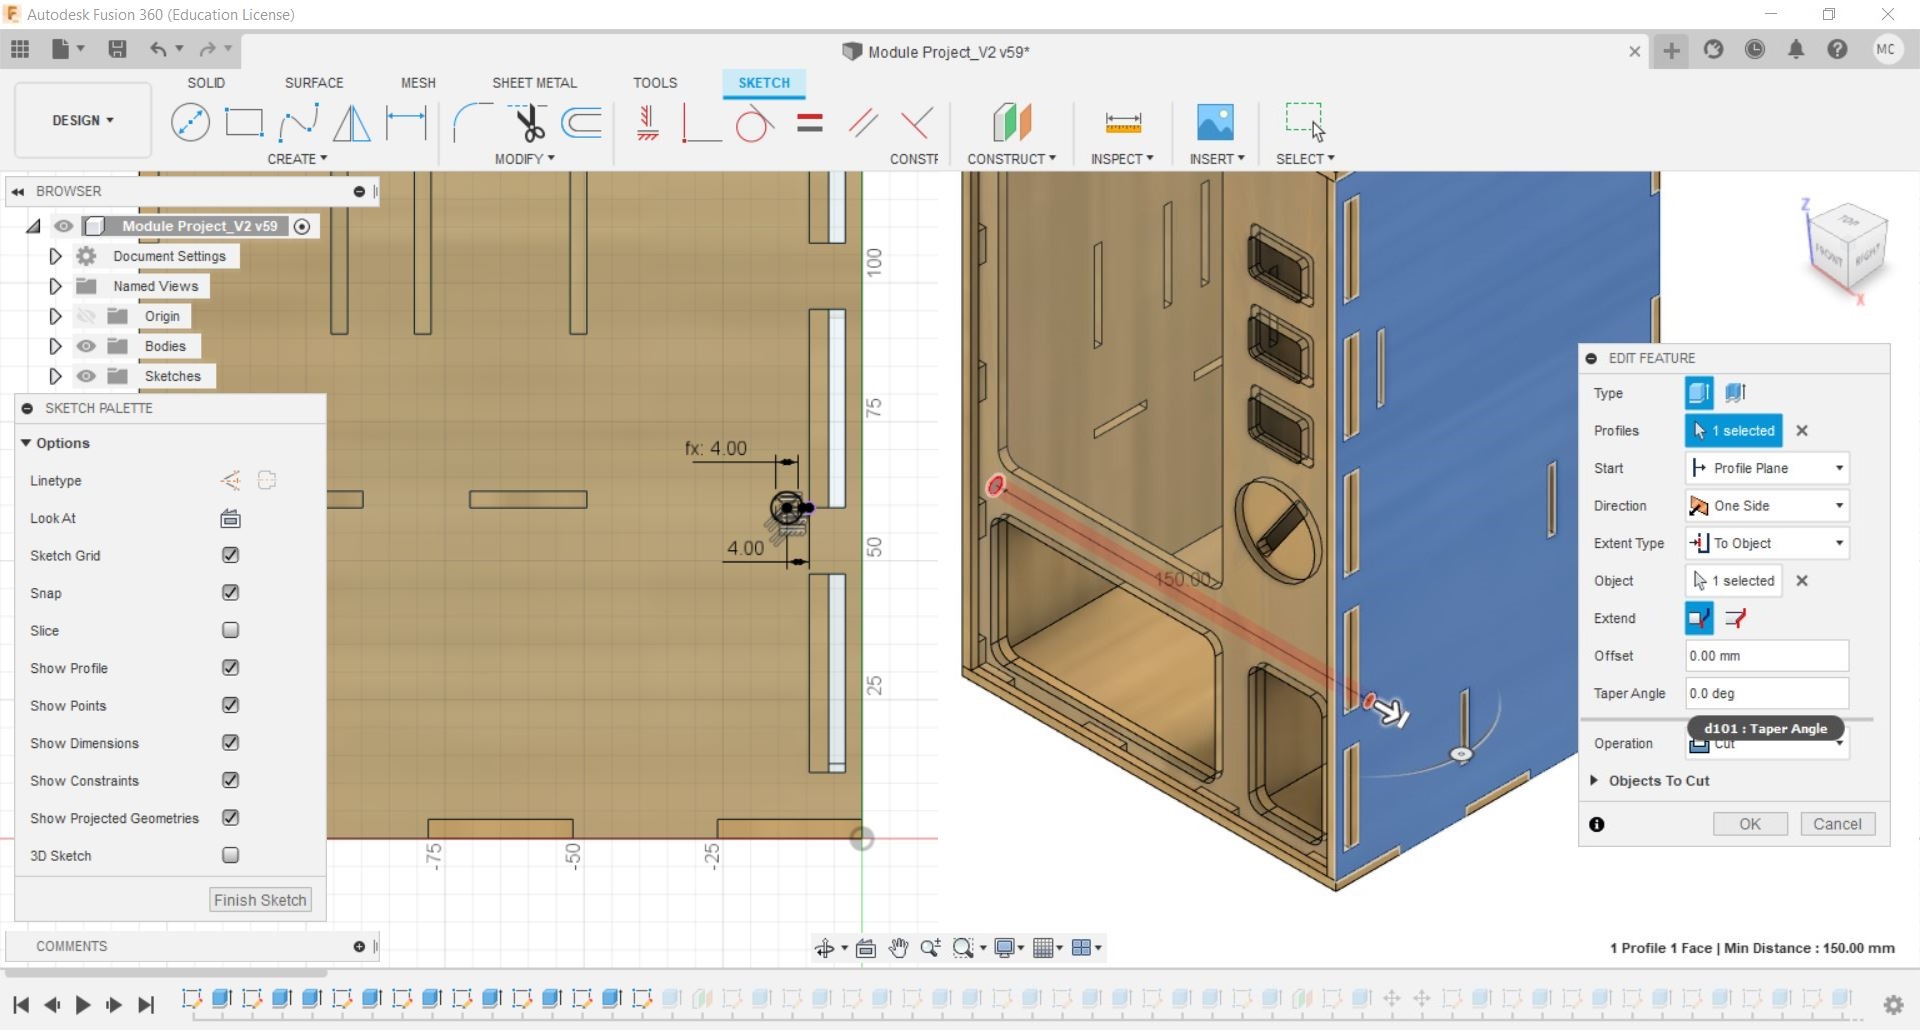 Autodesk Fusion 360 (Education License)
Module Project_V2 v59*
MC
SOLID
SURFACE
MESH
SHEET METAL
TOOLS
SKETCH
DESIGN
CREATE
MODIFY
CONSTR
CONSTRUCT
INSPECT
INSERT
SELECT
BROWSER
Module Project_V2 v59
Document Settings
Named Views
Origin
Bodies
Sketches
SKETCH PALETTE
Options
Linetype
Look At
Sketch Grid
Snap
Slice
Show Profile
Show Points
Show Dimensions
Show Constraints
Show Projected Geometries
3D Sketch
Finish Sketch
COMMENTS
100
75
50
25
fx: 4.00
4.00
-75
-50
-25
150.00
Z
TOP
FRONT
RIGHT
X
EDIT FEATURE
Type
Profiles 1 selected
Start Profile Plane
Direction One Side
Extent Type To Object
Object 1 selected
Extend
Offset 0.00 mm
Taper Angle 0.0 deg
d101 : Taper Angle
Operation Cut
Objects To Cut
OK Cancel
1 Profile 1 Face | Min Distance : 150.00 mm